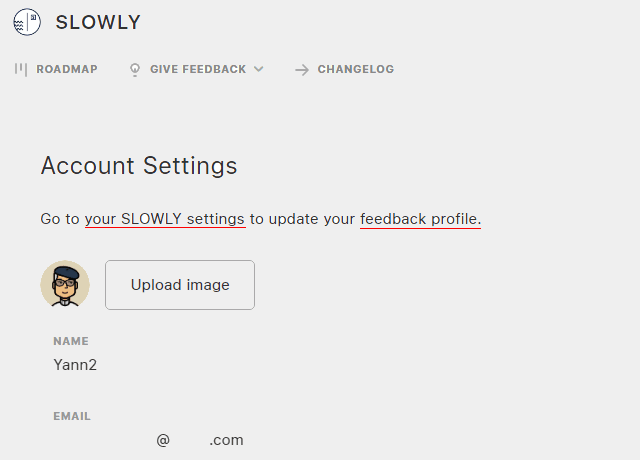 SLOWLY
ROADMAP GIVE FEEDBACK CHANGELOG
Account Settings
Go to your SLOWLY settings to update your feedback profile.
Upload image
NAME
Yann2
EMAIL
@ .com